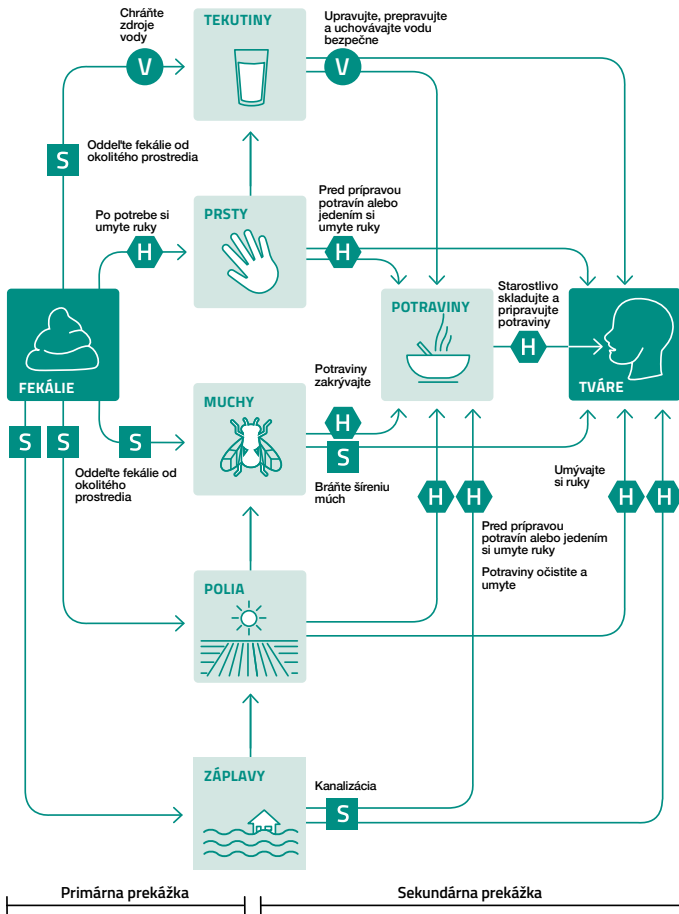 Chráňte
zdroje
vody
V
TEKUTINY
Upravujte, prepravujte
a uchovávajte vodu
bezpečne
V
S
Oddeľte fekálie od
okolitého prostredia
Po potrebe si
umyte ruky
H
PRSTY
Pred prípravou
potravín alebo
jedením si
umyte ruky
H
FEKÁLIE
POTRAVINY
Starostlivo
skladujte a
pripravujte
potraviny
H
TVÁRE
S
S
S
Oddeľte fekálie od
okolitého
prostredia
MUCHY
Potraviny
zakrývajte
H
S
Bráňte šíreniu
múch
H
H
Pred prípravou
potravín alebo jedením
si umyte ruky
Potraviny očistite a
umyte
Umývajte
si ruky
H
H
POLIA
ZÁPLAVY
Kanalizácia
S
Primárna prekážka
Sekundárna prekážka